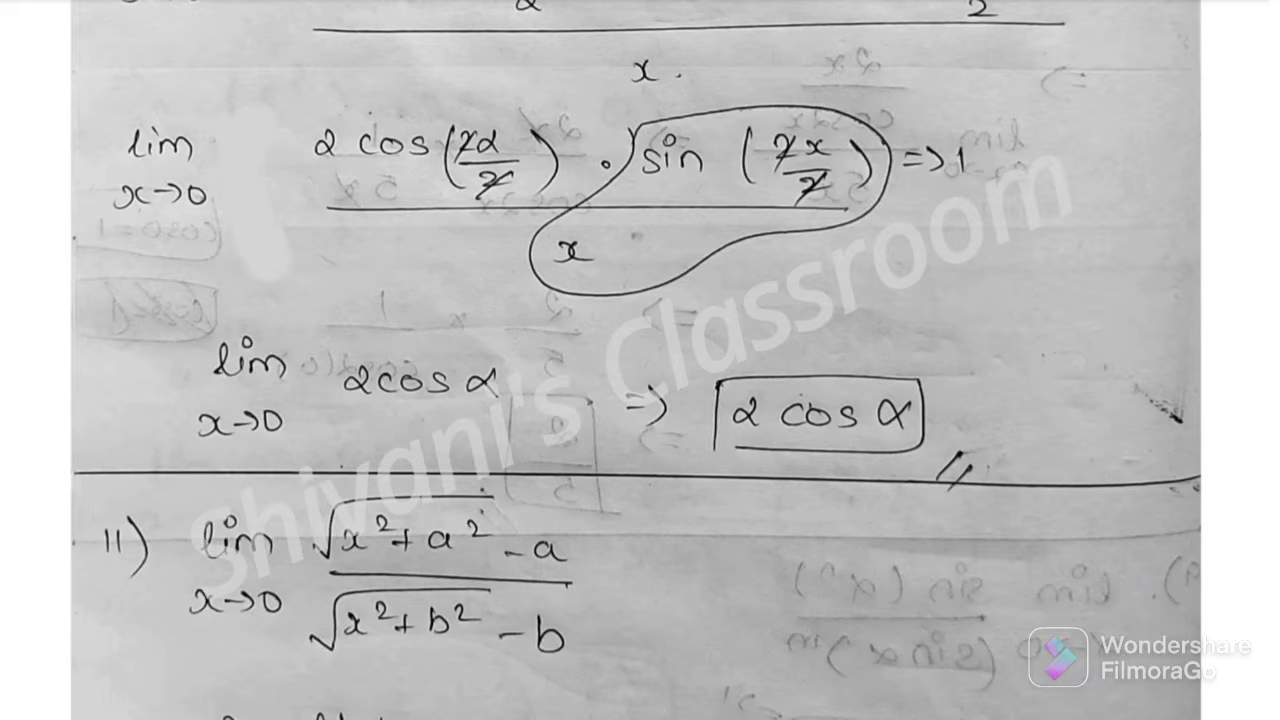 2
x.
lim x→0 2 cos(2α/2) . sin (2x/2) => 1
x
lim x→0 2cos α => 2 cos α //
11) lim x→0 √x²+a² - a
√x²+b² - b
Shivani's Classroom
Wondershare
FilmoraGo